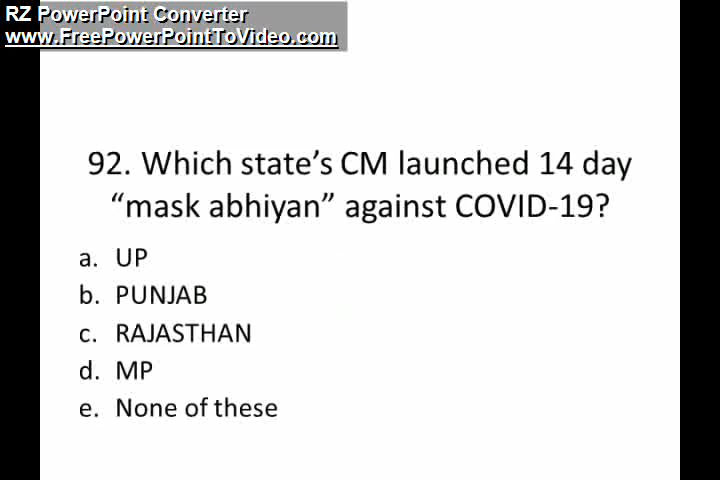 RZ PowerPoint Converter
www.FreePowerPointToVideo.com
92. Which state’s CM launched 14 day
“mask abhiyan” against COVID-19?
a. UP
b. PUNJAB
c. RAJASTHAN
d. MP
e. None of these